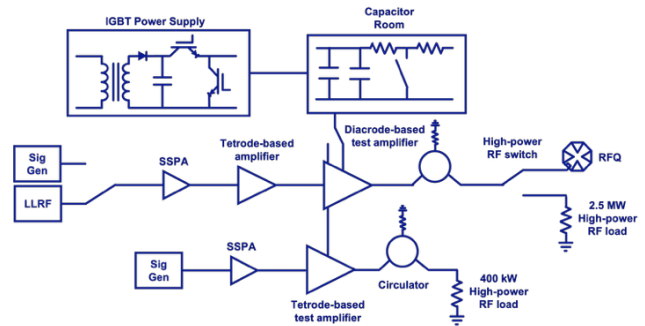 IGBT Power Supply
Capacitor
Room
Diacrode-based
test amplifier
High-power
RF switch
Tetrode-based
amplifier
SSPA
Sig
Gen
LLRF
RFQ
2.5 MW
High-power
RF load
SSPA
Sig
Gen
Tetrode-based
test amplifier
Circulator
400 kW
High-power
RF load